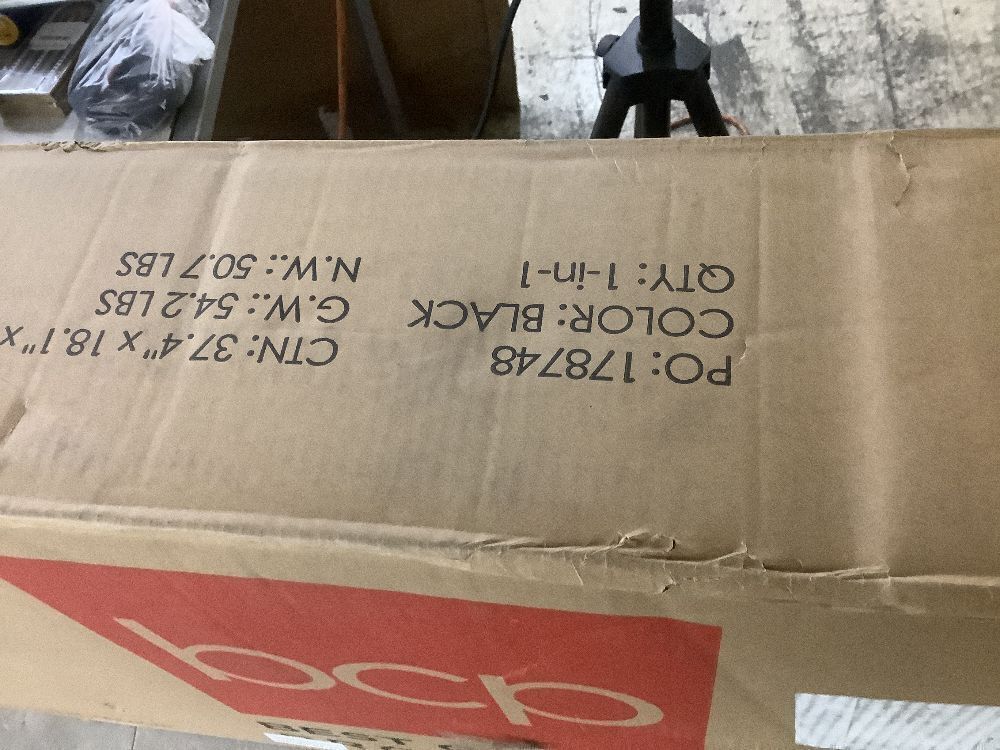 PO: 178748
COLOR: BLACK
QTY: 1-in-1
CTN: 37.4" x 18.1" x
G.W.: 54.2 LBS
N.W.: 50.7 LBS
bcp
BEST